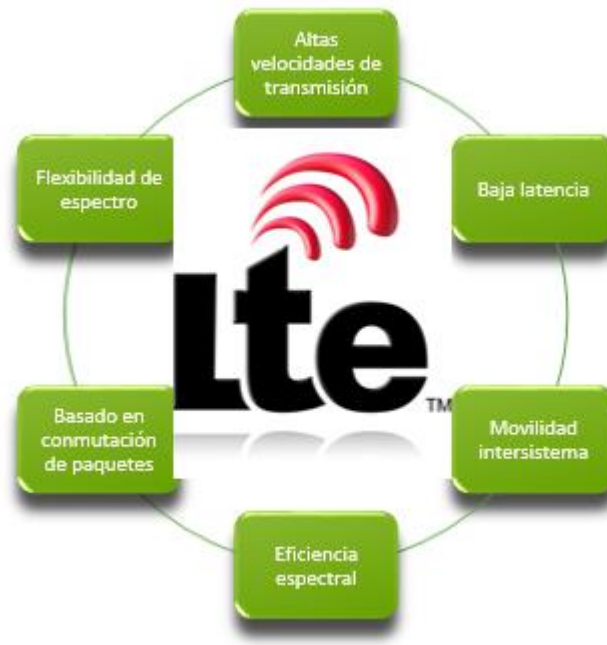 Altas
velocidades de
transmisión
Flexibilidad de
espectro
Baja latencia
Lte
TM
Basado en
conmutación
de paquetes
Movilidad
intersistema
Eficiencia
espectral